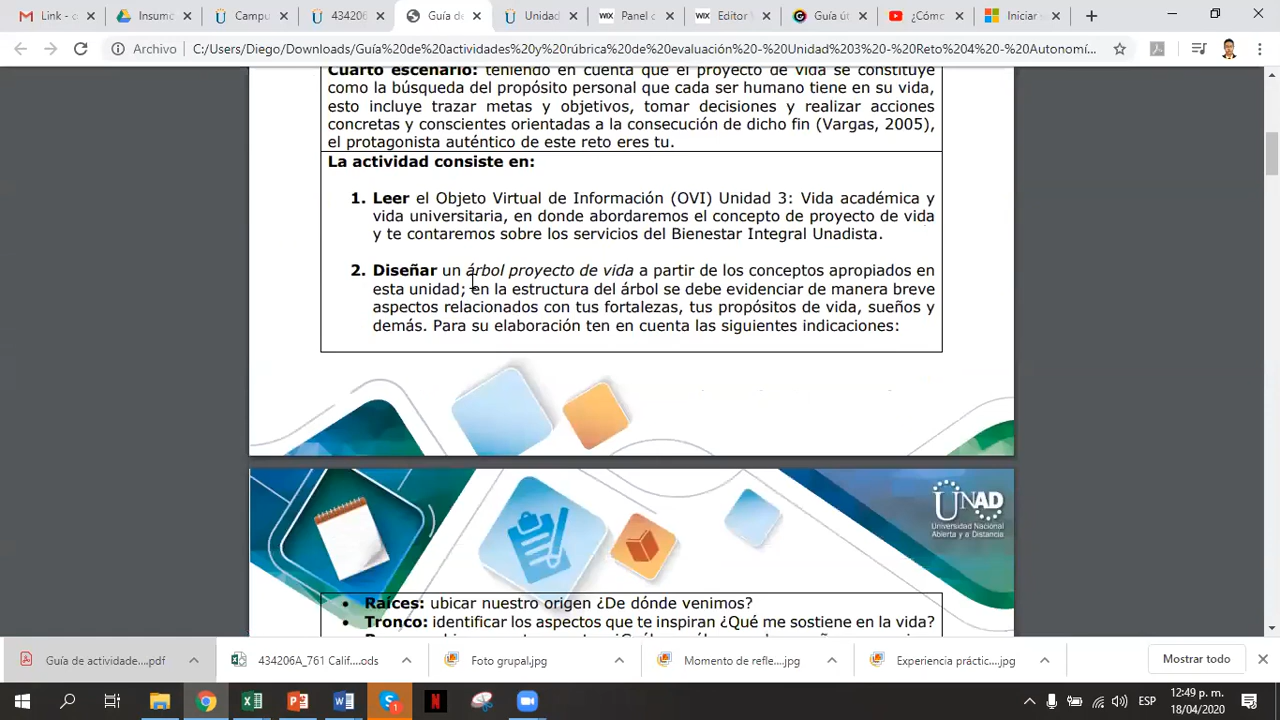 Link - c
Insumo
Campu
434206
Guía de
Unidad
Panel c
Editor
Guía út
¿Cómo
Iniciar s
Archivo
C:/Users/Diego/Downloads/Guía%20de%20actividades%20y%20rúbrica%20de%20evaluación%20-%20Unidad%203%20-%20Reto%204%20-%20Autonomí...
Cuarto escenario: teniendo en cuenta que el proyecto de vida se constituye
como la búsqueda del propósito personal que cada ser humano tiene en su vida,
esto incluye trazar metas y objetivos, tomar decisiones y realizar acciones
concretas y conscientes orientadas a la consecución de dicho fin (Vargas, 2005),
el protagonista auténtico de este reto eres tu.
La actividad consiste en:
1. Leer el Objeto Virtual de Información (OVI) Unidad 3: Vida académica y
vida universitaria, en donde abordaremos el concepto de proyecto de vida
y te contaremos sobre los servicios del Bienestar Integral Unadista.
2. Diseñar un árbol proyecto de vida a partir de los conceptos apropiados en
esta unidad; en la estructura del árbol se debe evidenciar de manera breve
aspectos relacionados con tus fortalezas, tus propósitos de vida, sueños y
demás. Para su elaboración ten en cuenta las siguientes indicaciones:
UNAD
Universidad Nacional
Abierta y a Distancia
• Raíces: ubicar nuestro origen ¿De dónde venimos?
• Tronco: identificar los aspectos que te inspiran ¿Qué me sostiene en la vida?
Guía de actividade....pdf
434206A_761 Calif....ods
Foto grupal.jpg
Momento de refle....jpg
Experiencia práctic....jpg
Mostrar todo
ESP
12:49 p. m.
18/04/2020